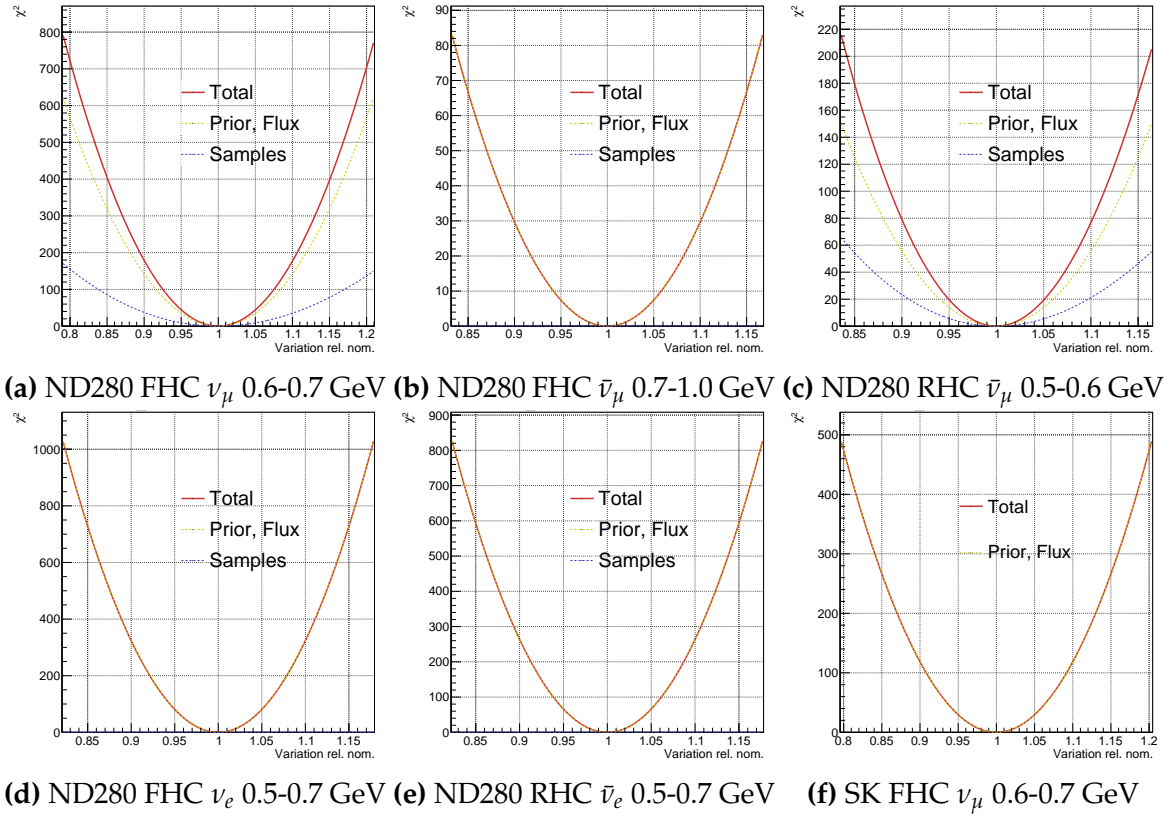 χ²
800
700
600
500
400
300
200
100
0
Total
Prior, Flux
Samples
0.8 0.85 0.9 0.95 1 1.05 1.1 1.15 1.2
Variation rel. nom.
(a) ND280 FHC ν_μ 0.6-0.7 GeV
χ²
90
80
70
60
50
40
30
20
10
0
Total
Prior, Flux
Samples
0.85 0.9 0.95 1 1.05 1.1 1.15
Variation rel. nom.
(b) ND280 FHC ν̄_μ 0.7-1.0 GeV
χ²
220
200
180
160
140
120
100
80
60
40
20
0
Total
Prior, Flux
Samples
0.85 0.9 0.95 1 1.05 1.1 1.15
Variation rel. nom.
(c) ND280 RHC ν̄_μ 0.5-0.6 GeV
χ²
1000
800
600
400
200
0
Total
Prior, Flux
Samples
0.85 0.9 0.95 1 1.05 1.1 1.15
Variation rel. nom.
(d) ND280 FHC ν_e 0.5-0.7 GeV
χ²
900
800
700
600
500
400
300
200
100
0
Total
Prior, Flux
Samples
0.85 0.9 0.95 1 1.05 1.1 1.15
Variation rel. nom.
(e) ND280 RHC ν̄_e 0.5-0.7 GeV
χ²
500
400
300
200
100
0
Total
Prior, Flux
0.8 0.85 0.9 0.95 1 1.05 1.1 1.15 1.2
Variation rel. nom.
(f) SK FHC ν_μ 0.6-0.7 GeV